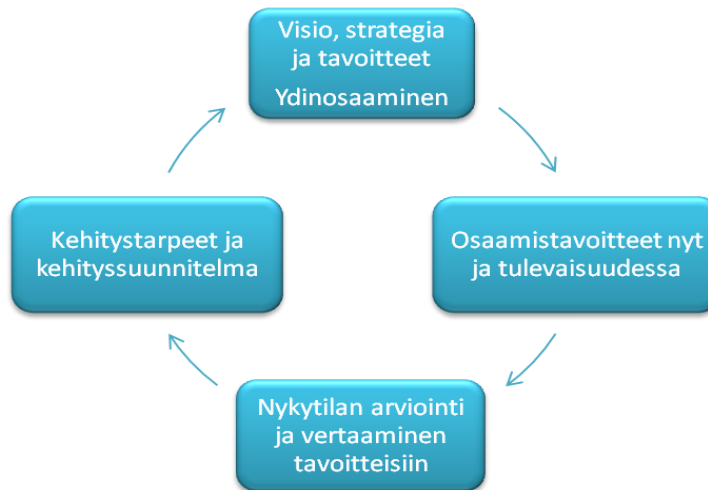 Visio, strategia
ja tavoitteet
Ydinosaaminen
Osaamistavoitteet nyt
ja tulevaisuudessa
Nykytilan arviointi
ja vertaaminen
tavoitteisiin
Kehitystarpeet ja
kehityssuunnitelma